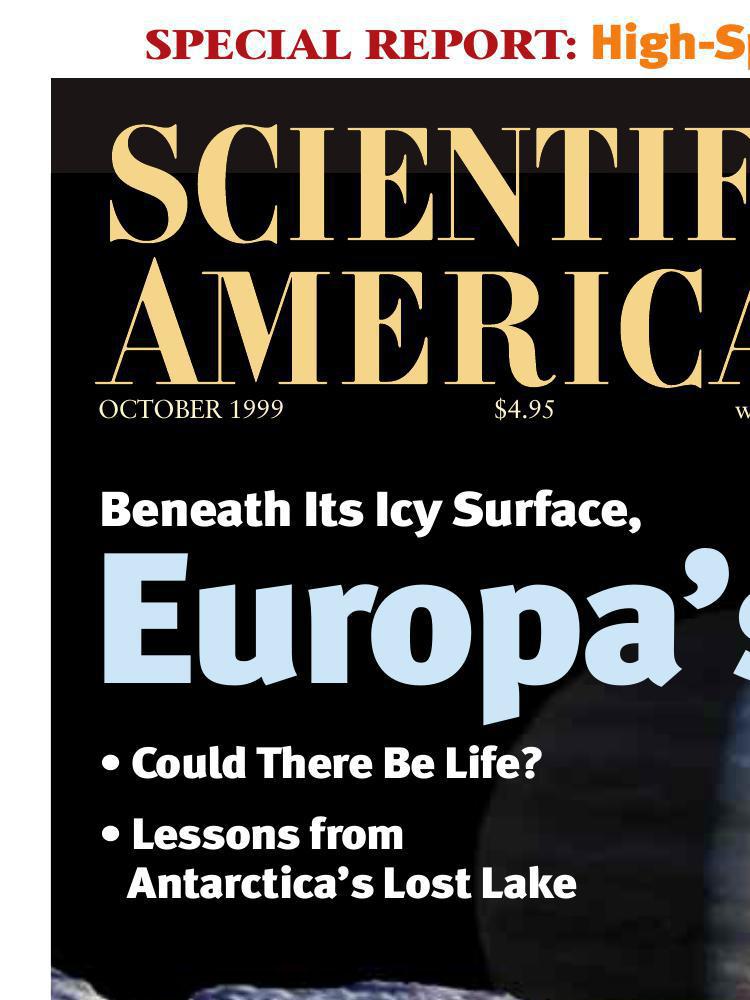 SPECIAL REPORT: High-Sp
SCIENTIF
AMERICA
OCTOBER 1999 $4.95 w
Beneath Its Icy Surface,
Europa’s
• Could There Be Life?
• Lessons from
Antarctica’s Lost Lake